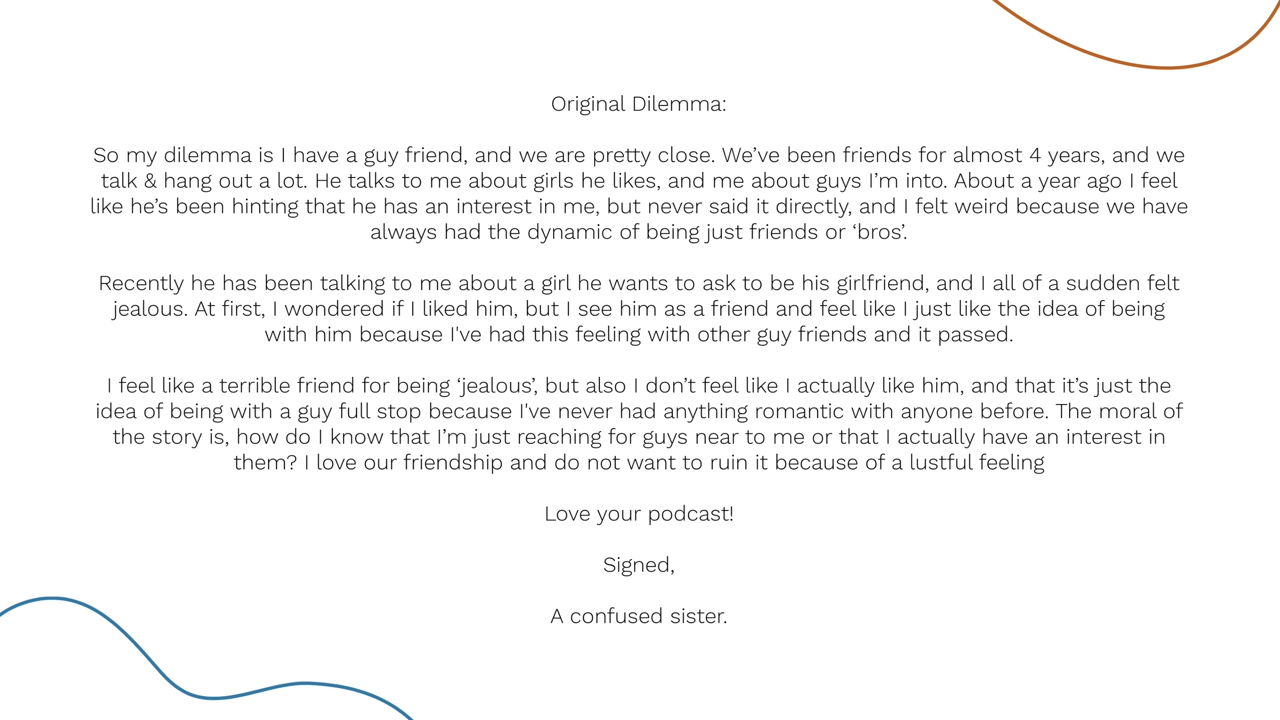 Original Dilemma:
So my dilemma is I have a guy friend, and we are pretty close. We’ve been friends for almost 4 years, and we
talk & hang out a lot. He talks to me about girls he likes, and me about guys I’m into. About a year ago I feel
like he’s been hinting that he has an interest in me, but never said it directly, and I felt weird because we have
always had the dynamic of being just friends or ‘bros’.
Recently he has been talking to me about a girl he wants to ask to be his girlfriend, and I all of a sudden felt
jealous. At first, I wondered if I liked him, but I see him as a friend and feel like I just like the idea of being
with him because I've had this feeling with other guy friends and it passed.
I feel like a terrible friend for being ‘jealous’, but also I don’t feel like I actually like him, and that it’s just the
idea of being with a guy full stop because I've never had anything romantic with anyone before. The moral of
the story is, how do I know that I’m just reaching for guys near to me or that I actually have an interest in
them? I love our friendship and do not want to ruin it because of a lustful feeling
Love your podcast!
Signed,
A confused sister.